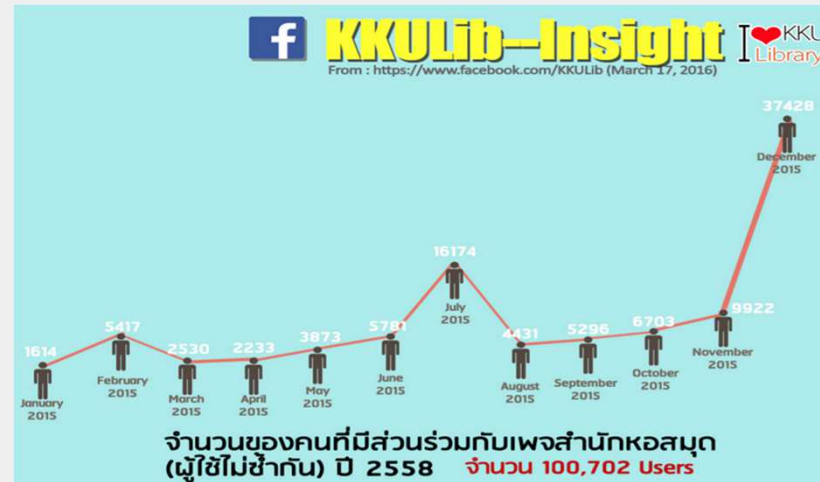 f KKULib–Insight I ❤ KKU Library
From : https://www.facebook.com/KKULib (March 17, 2016)
37428
December
2015
16174
July
2015
9922
November
2015
6703
October
2015
5296
September
2015
4431
August
2015
5781
June
2015
3873
May
2015
2233
April
2015
2530
March
2015
5417
February
2015
1614
January
2015
จำนวนของคนที่มีส่วนร่วมกับเพจสำนักหอสมุด
(ผู้ใช้ไม่ซ้ำกัน) ปี 2558 จำนวน 100,702 Users